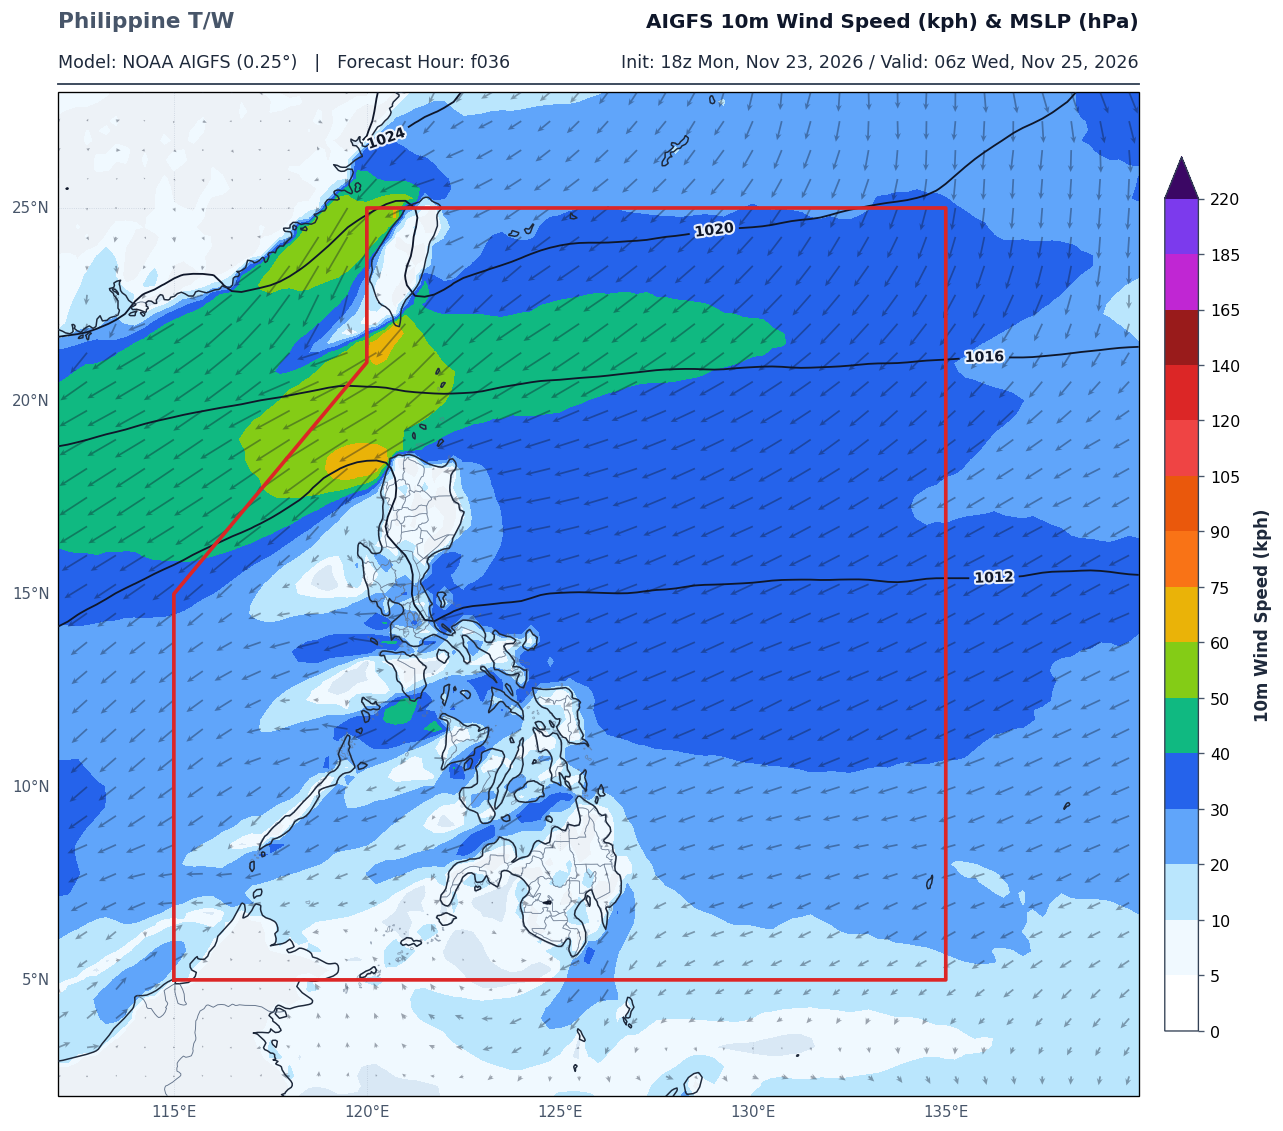 Philippine T/W
AIGFS 10m Wind Speed (kph) & MSLP (hPa)
Model: NOAA AIGFS (0.25°) | Forecast Hour: f036
Init: 18z Mon, Nov 23, 2026 / Valid: 06z Wed, Nov 25, 2026
1024
1020
1016
1012
25°N
20°N
15°N
10°N
5°N
115°E
120°E
125°E
130°E
135°E
220
185
165
140
120
105
90
75
60
50
40
30
20
10
5
0
10m Wind Speed (kph)